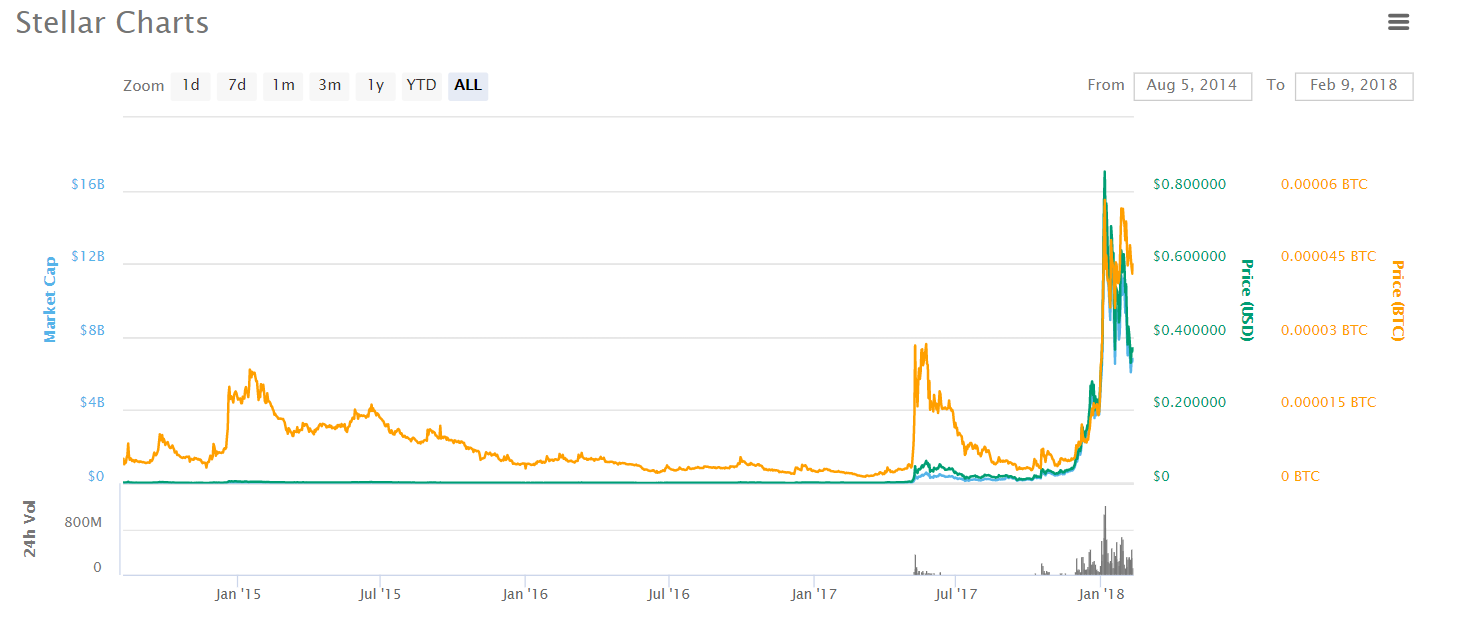 Stellar Charts
Zoom 1d 7d 1m 3m 1y YTD ALL From Aug 5, 2014 To Feb 9, 2018
$16B $0.800000 0.00006 BTC
$12B $0.600000 0.000045 BTC
$8B $0.400000 0.00003 BTC
$4B $0.200000 0.000015 BTC
$0 $0 0 BTC
Market Cap
Price (USD)
Price (BTC)
24h Vol
800M
0
Jan '15 Jul '15 Jan '16 Jul '16 Jan '17 Jul '17 Jan '18